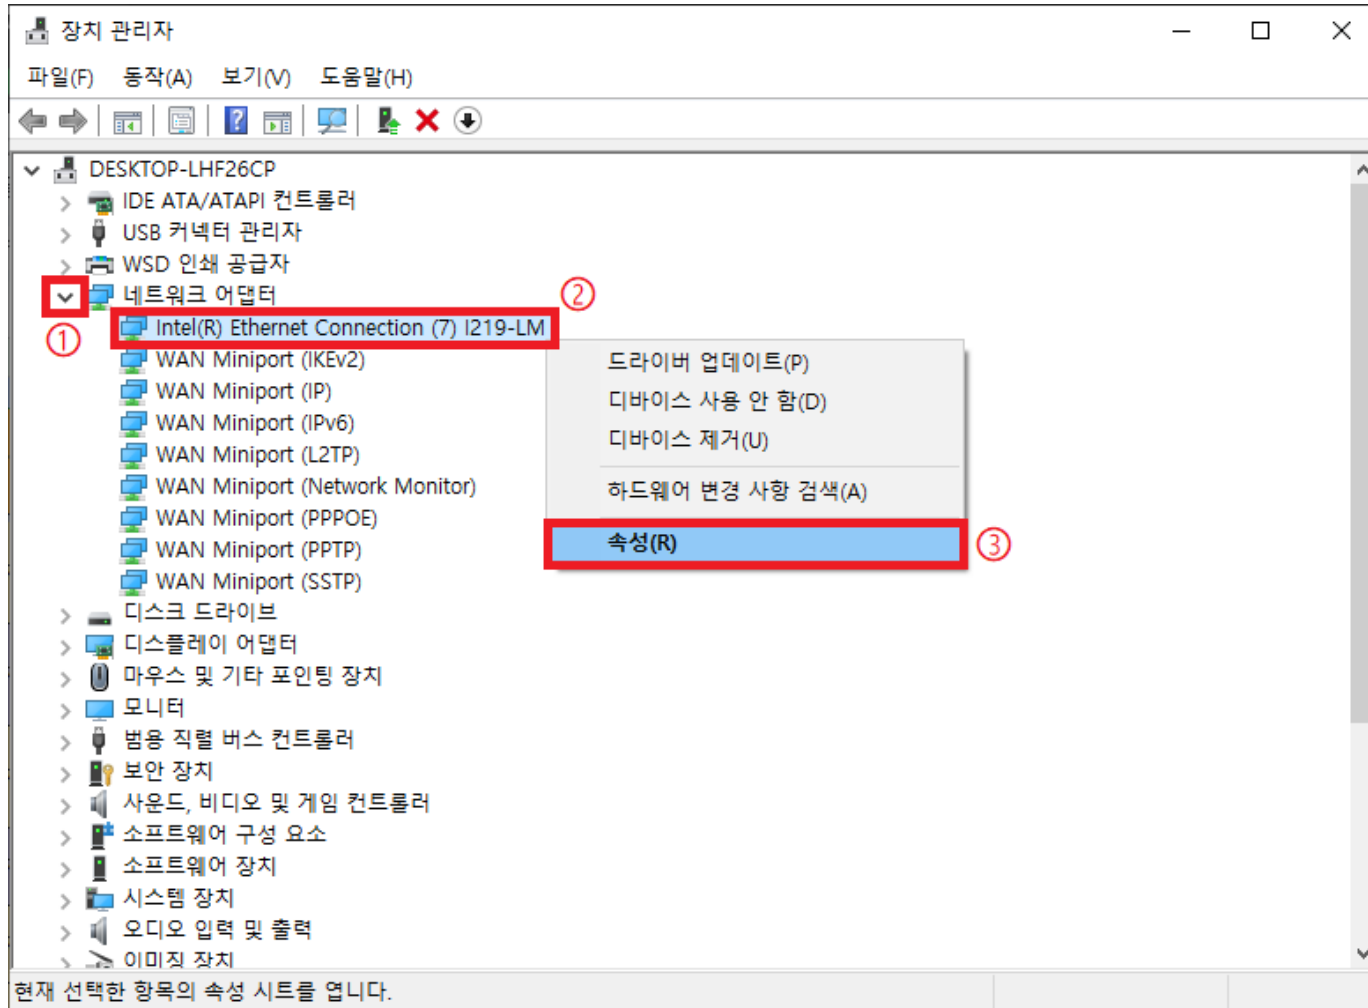 장치 관리자
파일(F) 동작(A) 보기(V) 도움말(H)
DESKTOP-LHF26CP
IDE ATA/ATAPI 컨트롤러
USB 커넥터 관리자
WSD 인쇄 공급자
네트워크 어댑터
①
②
Intel(R) Ethernet Connection (7) I219-LM
WAN Miniport (IKEv2)
WAN Miniport (IP)
WAN Miniport (IPv6)
WAN Miniport (L2TP)
WAN Miniport (Network Monitor)
WAN Miniport (PPPOE)
WAN Miniport (PPTP)
WAN Miniport (SSTP)
드라이버 업데이트(P)
디바이스 사용 안 함(D)
디바이스 제거(U)
하드웨어 변경 사항 검색(A)
속성(R)
③
디스크 드라이브
디스플레이 어댑터
마우스 및 기타 포인팅 장치
모니터
범용 직렬 버스 컨트롤러
보안 장치
사운드, 비디오 및 게임 컨트롤러
소프트웨어 구성 요소
소프트웨어 장치
시스템 장치
오디오 입력 및 출력
이미징 장치
현재 선택한 항목의 속성 시트를 엽니다.